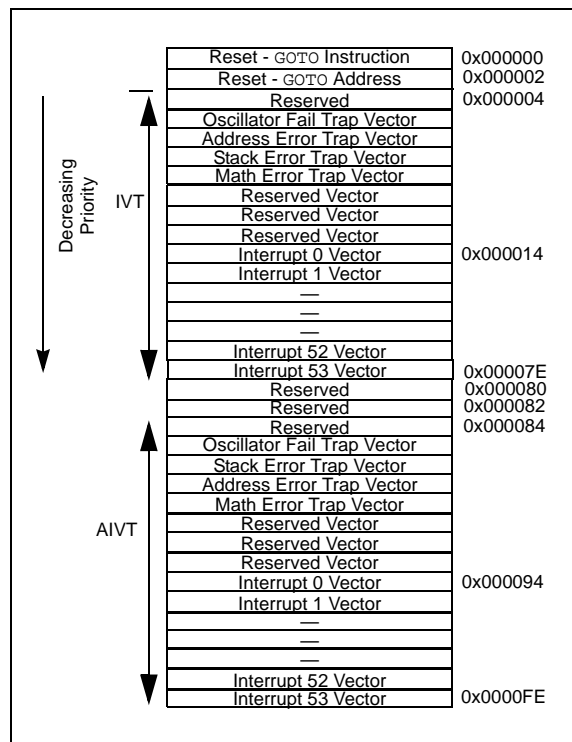 Reset - GOTO Instruction 0x000000
Reset - GOTO Address 0x000002
Reserved 0x000004
Oscillator Fail Trap Vector
Address Error Trap Vector
Stack Error Trap Vector
Math Error Trap Vector
Reserved Vector
Reserved Vector
Reserved Vector
Interrupt 0 Vector 0x000014
Interrupt 1 Vector
—
—
—
Interrupt 52 Vector
Interrupt 53 Vector 0x00007E
Reserved 0x000080
Reserved 0x000082
Reserved 0x000084
Oscillator Fail Trap Vector
Stack Error Trap Vector
Address Error Trap Vector
Math Error Trap Vector
Reserved Vector
Reserved Vector
Reserved Vector
Interrupt 0 Vector 0x000094
Interrupt 1 Vector
—
—
—
Interrupt 52 Vector
Interrupt 53 Vector 0x0000FE
Decreasing
Priority
IVT
AIVT